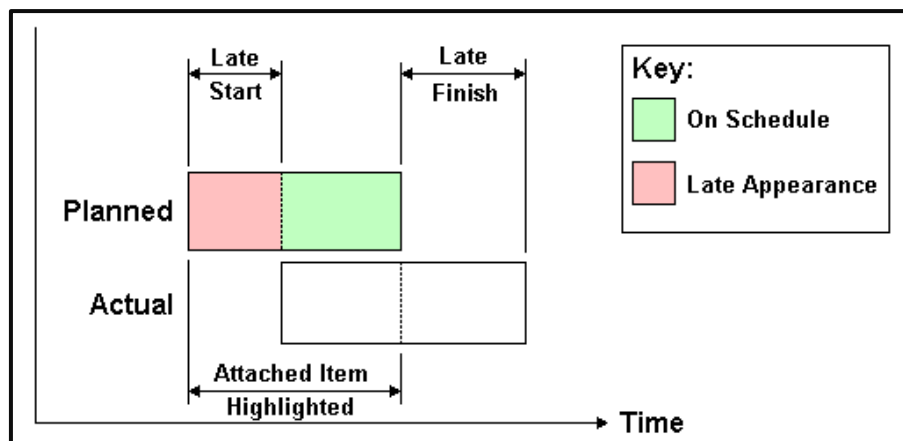 Late
Start
Late
Finish
Key:
On Schedule
Late Appearance
Planned
Actual
Attached Item
Highlighted
Time